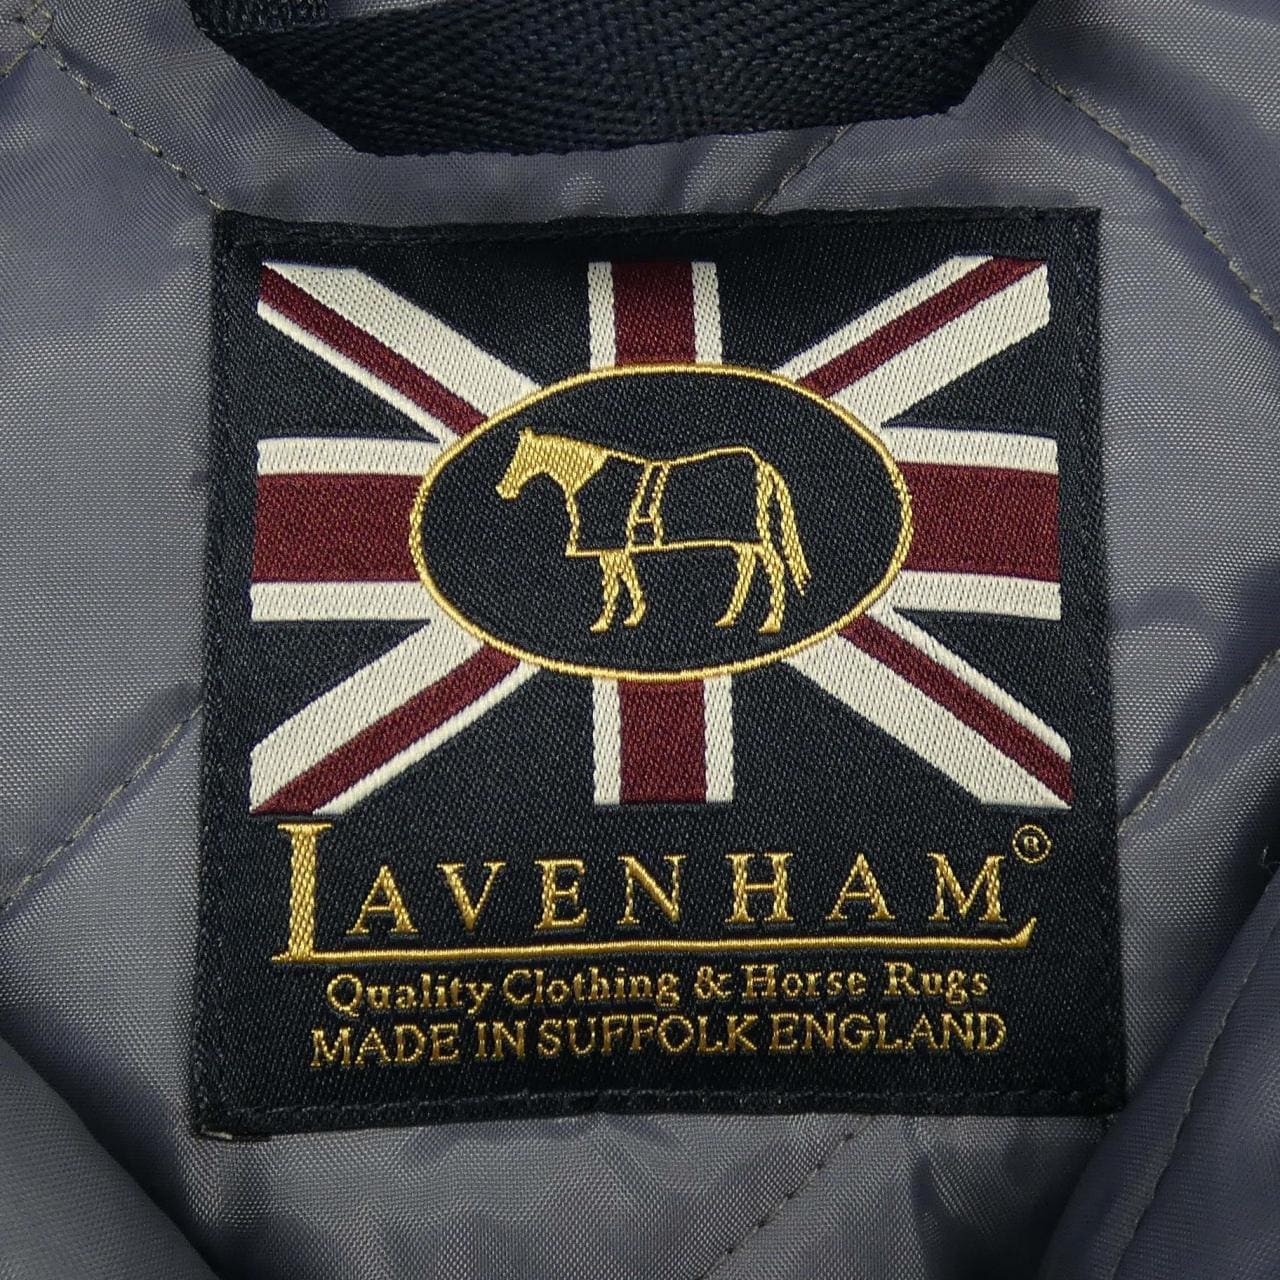 LAVENHAM®
Quality Clothing & Horse Rugs
MADE IN SUFFOLK ENGLAND